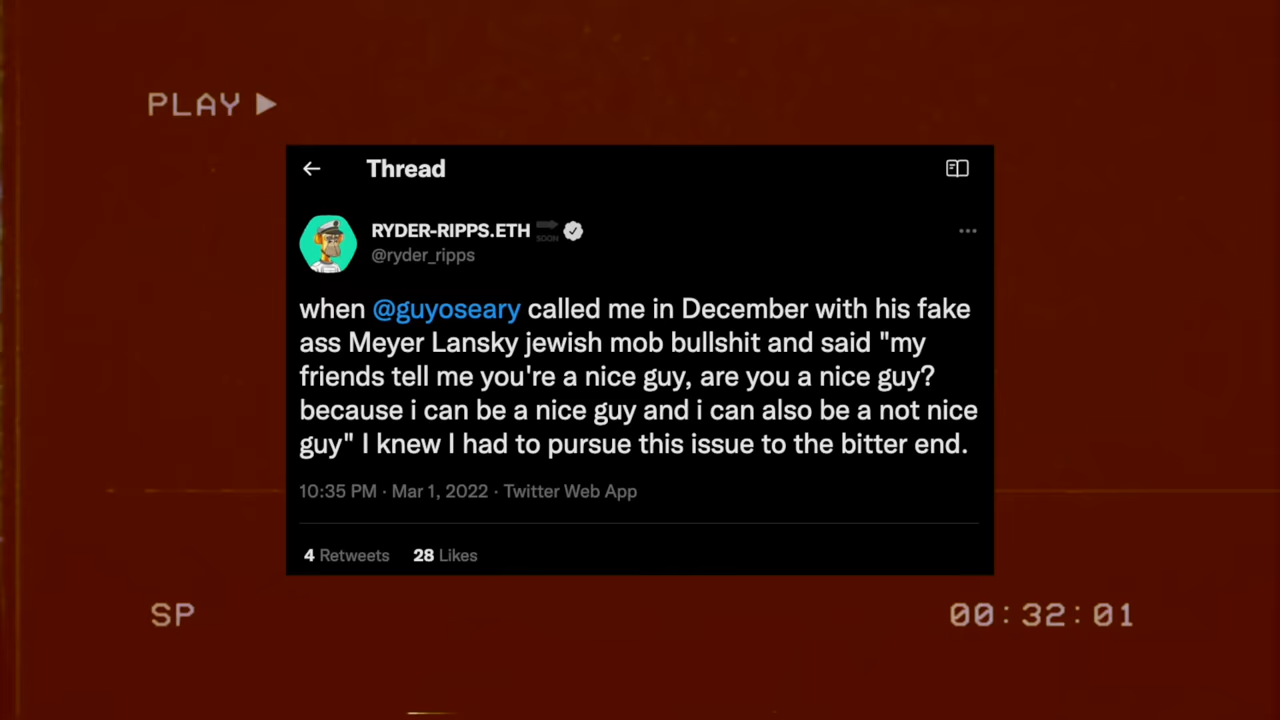 PLAY
Thread
RYDER-RIPPS.ETH SOON
@ryder_ripps
when @guyoseary called me in December with his fake
ass Meyer Lansky jewish mob bullshit and said "my
friends tell me you're a nice guy, are you a nice guy?
because i can be a nice guy and i can also be a not nice
guy" I knew I had to pursue this issue to the bitter end.
10:35 PM · Mar 1, 2022 · Twitter Web App
4 Retweets 28 Likes
SP
00:32:01